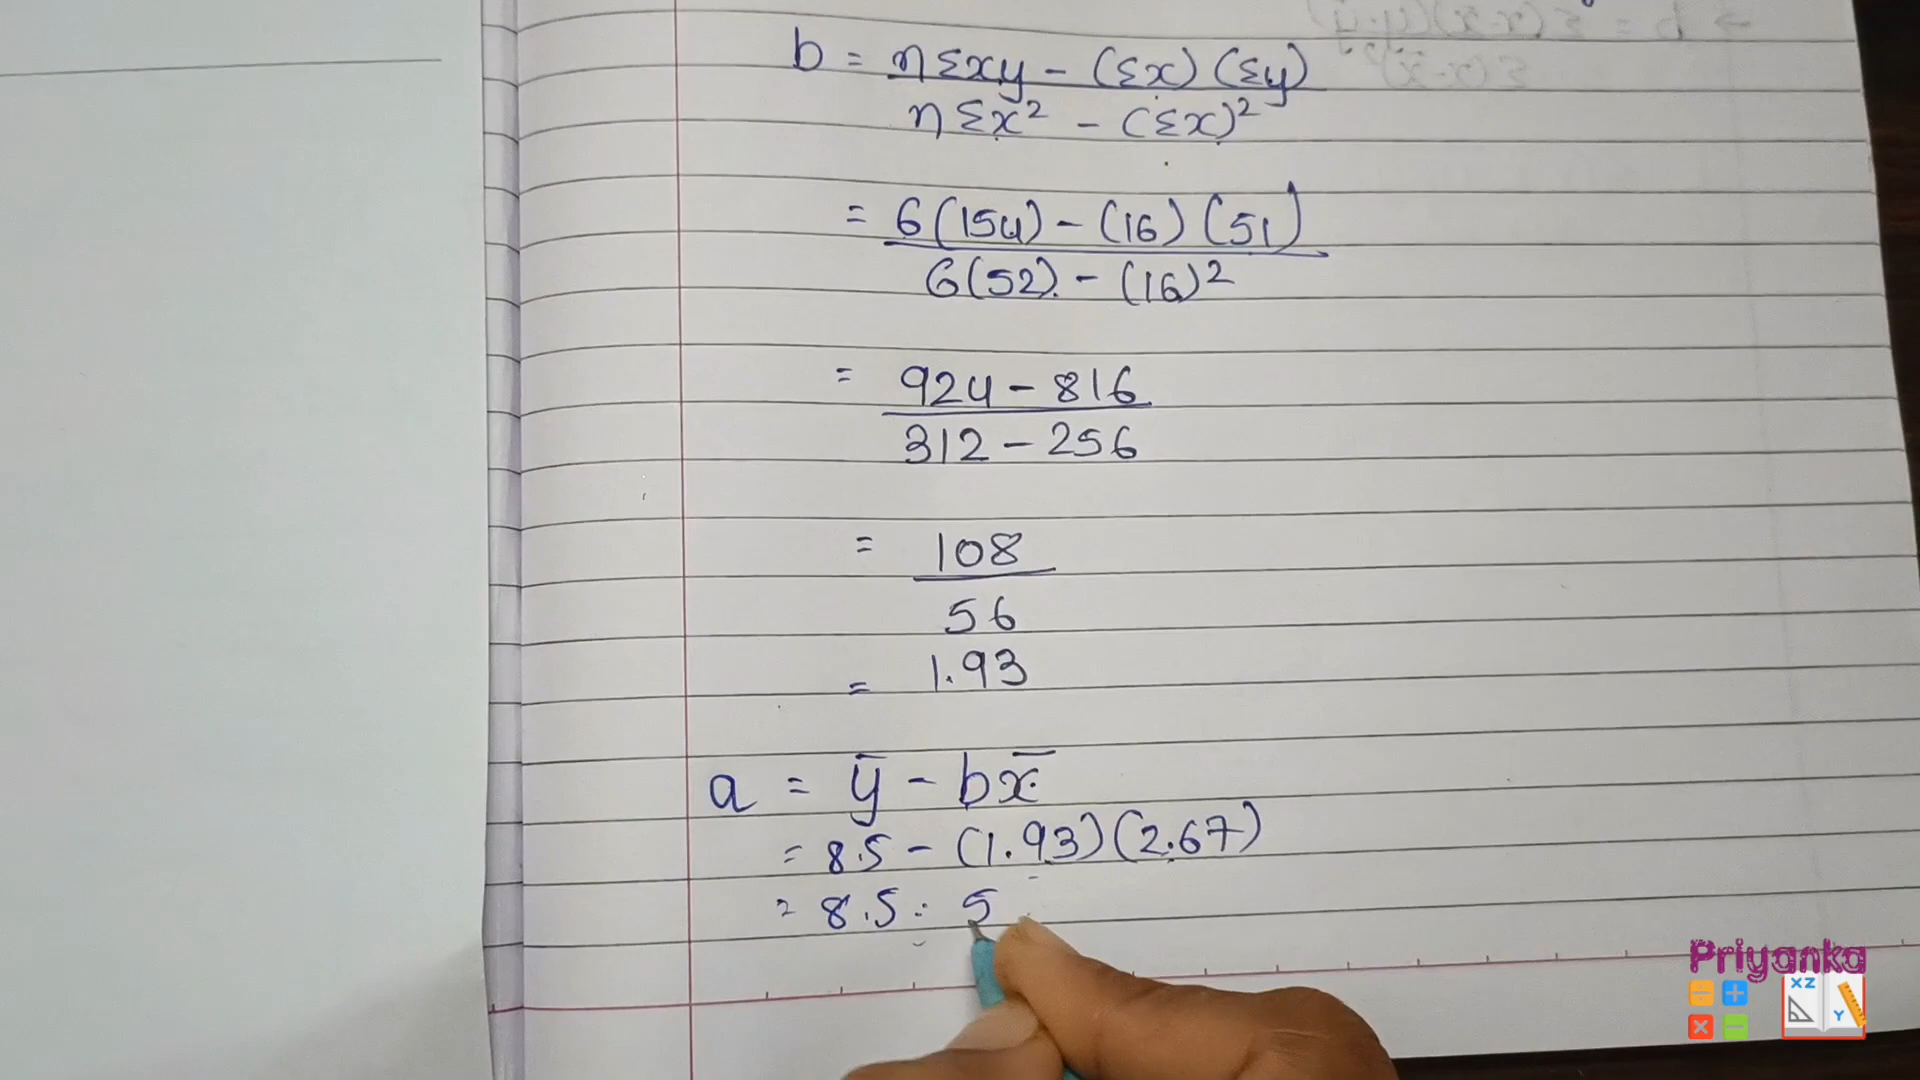 b = nΣxy - (Σx) (Σy)
nΣx² - (Σx)²
= 6(154) - (16) (51)
6(52) - (16)²
= 924 - 816
312 - 256
= 108
56
= 1.93
a = ȳ - bx̄
= 8.5 - (1.93) (2.67)
= 8.5 - 5
Priyanka
XZ
Y